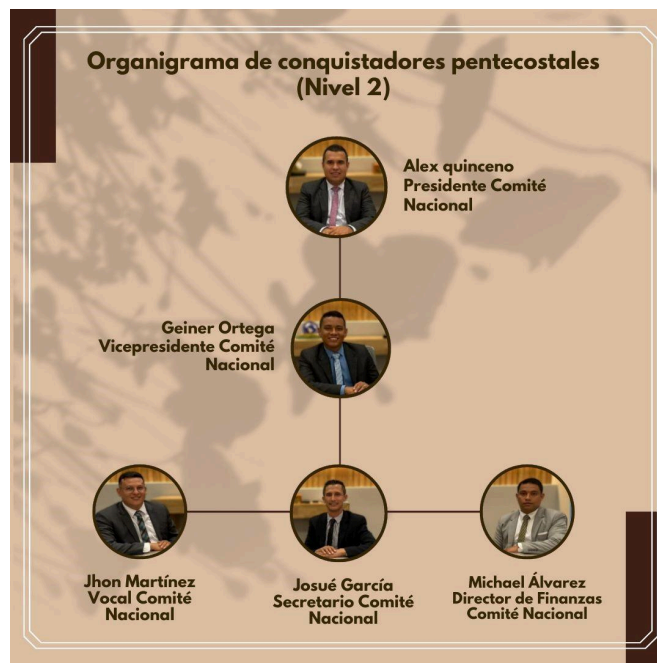 Organigrama de conquistadores pentecostales
(Nivel 2)
Alex quinceno
Presidente Comité
Nacional
Geiner Ortega
Vicepresidente Comité
Nacional
Jhon Martínez
Vocal Comité
Nacional
Josué García
Secretario Comité
Nacional
Michael Álvarez
Director de Finanzas
Comité Nacional